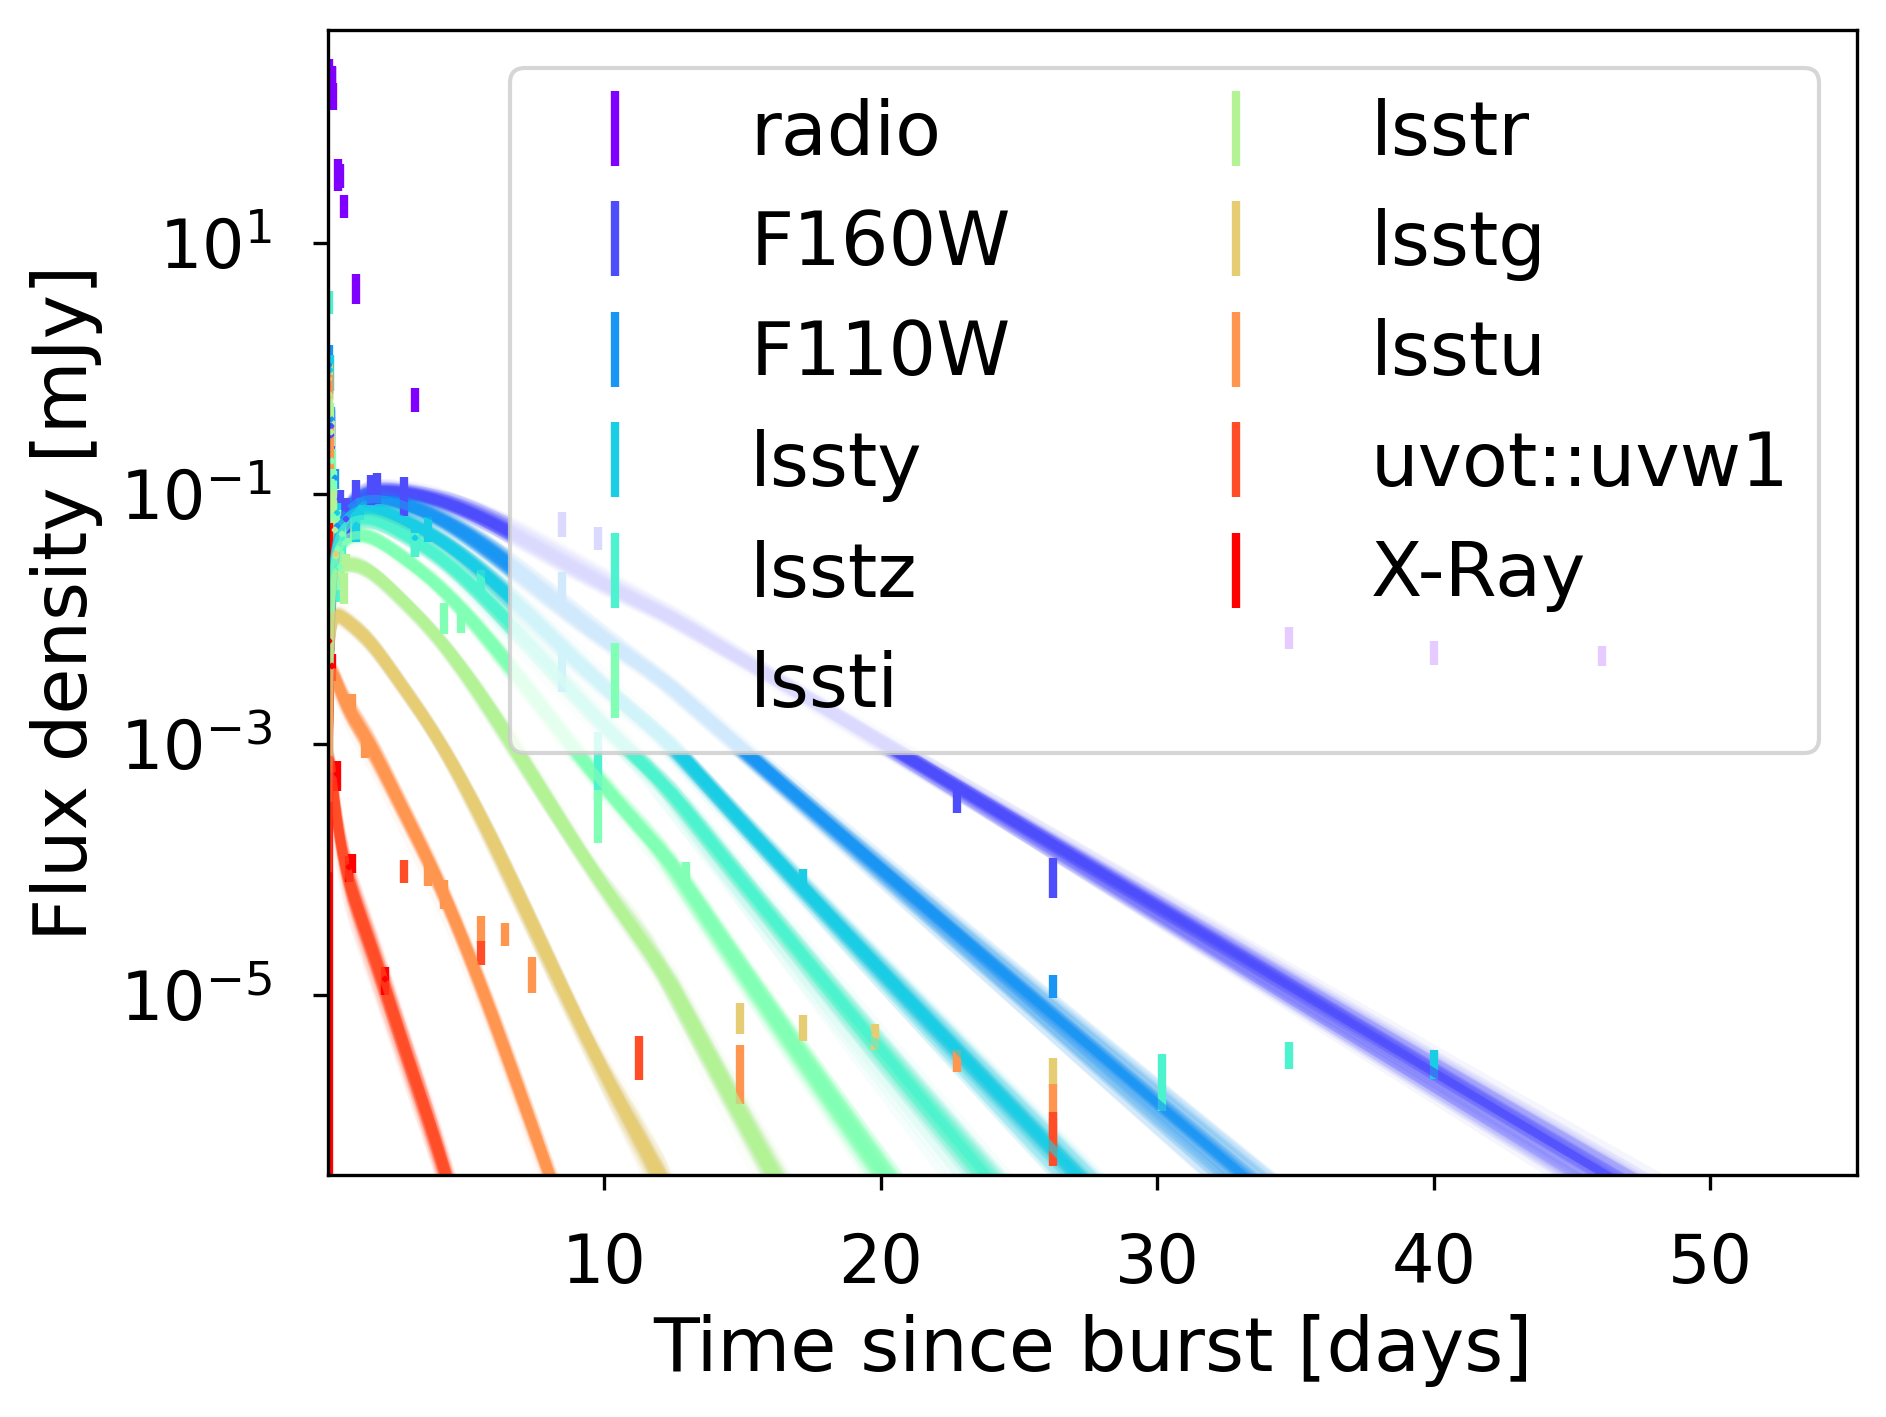 Flux density [mJy]
10^1
10^−1
10^−3
10^−5
radio
F160W
F110W
lssty
lsstz
lssti
lsstr
lsstg
lsstu
uvot::uvw1
X-Ray
10 20 30 40 50
Time since burst [days]